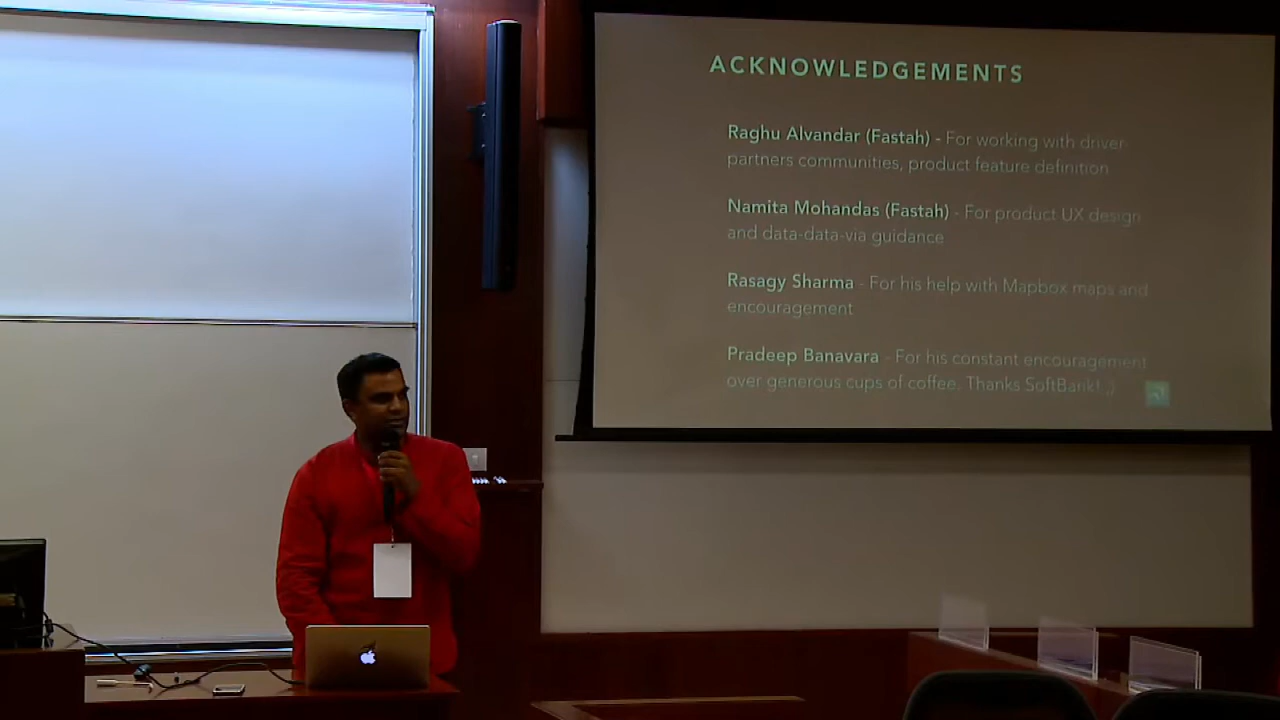 ACKNOWLEDGEMENTS
Raghu Alvandar (Fastah) - For working with driver
partners communities, product feature definition
Namita Mohandas (Fastah) - For product UX design
and data-data-via guidance
Rasagy Sharma - For his help with Mapbox maps and
encouragement
Pradeep Banavara - For his constant encouragement
over generous cups of coffee. Thanks SoftBank! ;)